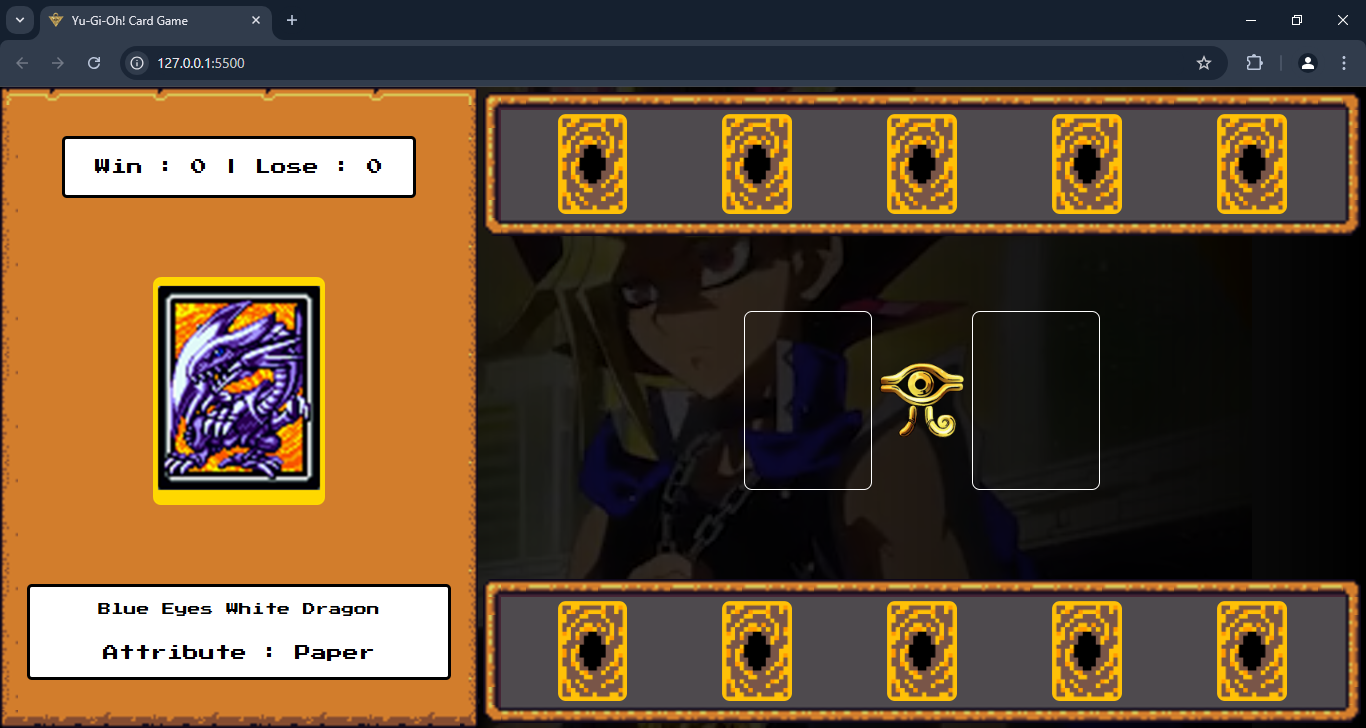 Yu-Gi-Oh! Card Game
127.0.0.1:5500
Win : 0 | Lose : 0
Blue Eyes White Dragon
Attribute : Paper